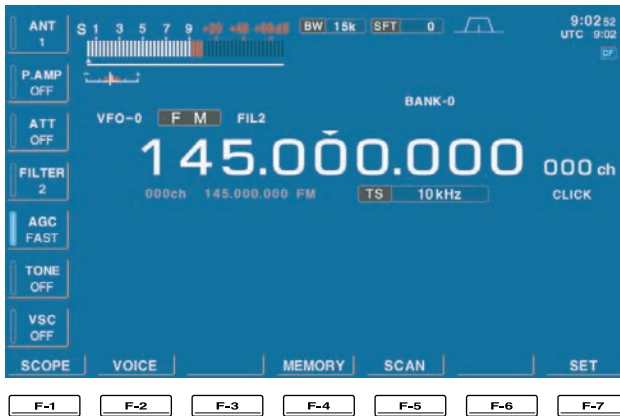 ANT
1
S 1 3 5 7 9 +20 +40 +60dB
BW 15k
SFT 0
9:02 52
UTC 9:02
CF
P.AMP
OFF
BANK-0
VFO-0 F M FIL2
ATT
OFF
145.000.000
000 ch
FILTER
2
000ch 145.000.000 FM
TS 10kHz
CLICK
AGC
FAST
TONE
OFF
VSC
OFF
SCOPE VOICE MEMORY SCAN SET
F-1 F-2 F-3 F-4 F-5 F-6 F-7